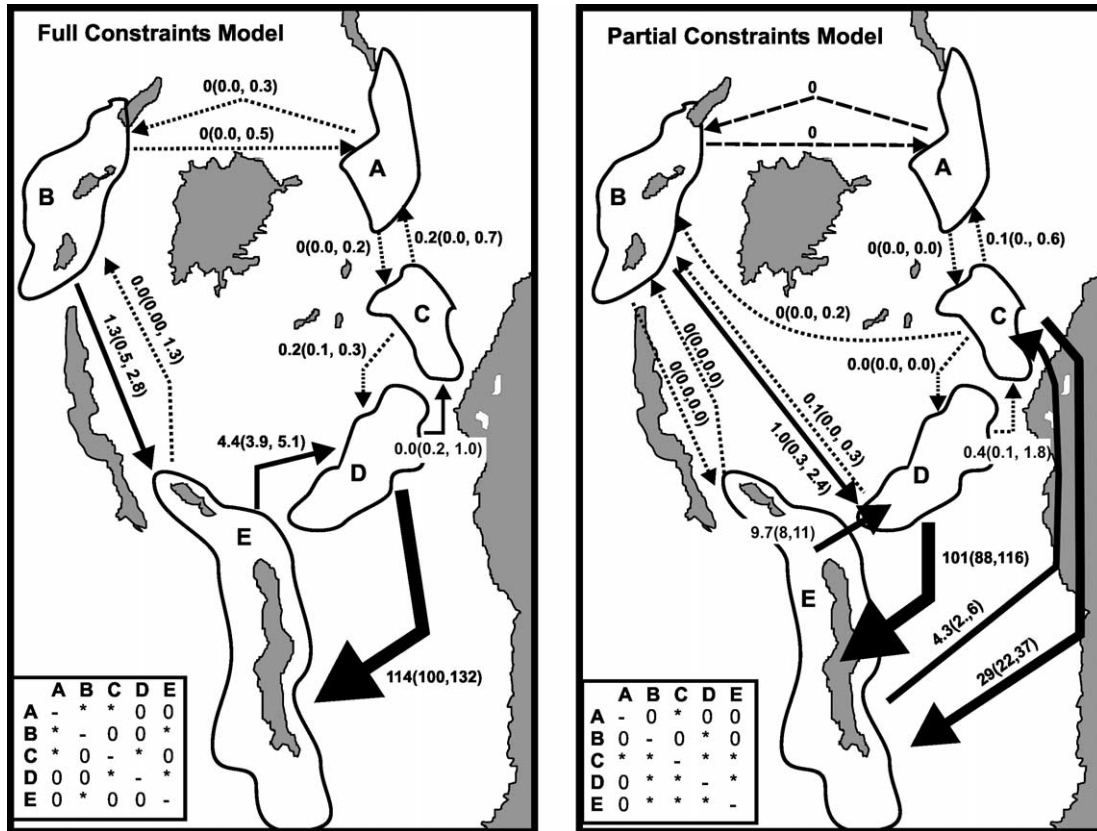 Full Constraints Model
0(0.0, 0.3)
0(0.0, 0.5)
A
B
0(0.0, 0.2)
0.2(0.0, 0.7)
C
0.0(0.00, 1.3)
1.3(0.5, 2.8)
0.2(0.1, 0.3)
4.4(3.9, 5.1)
0.0(0.2, 1.0)
D
E
114(100,132)
A B C D E
A - * * 0 0
B * - 0 0 *
C * 0 - * 0
D 0 0 * - *
E 0 * 0 0 -
Partial Constraints Model
0
0
A
B
0(0.0, 0.0)
0.1(0., 0.6)
C
0(0.0, 0.2)
0(0.0,0.0)
0(0.0,0.0)
0.0(0.0, 0.0)
0.1(0.0, 0.3)
1.0(0.3, 2.4)
D
0.4(0.1, 1.8)
9.7(8,11)
101(88,116)
E
4.3(2.,6)
29(22,37)
A B C D E
A - 0 * 0 0
B 0 - 0 * 0
C * * - * *
D 0 * * - *
E 0 * * * -